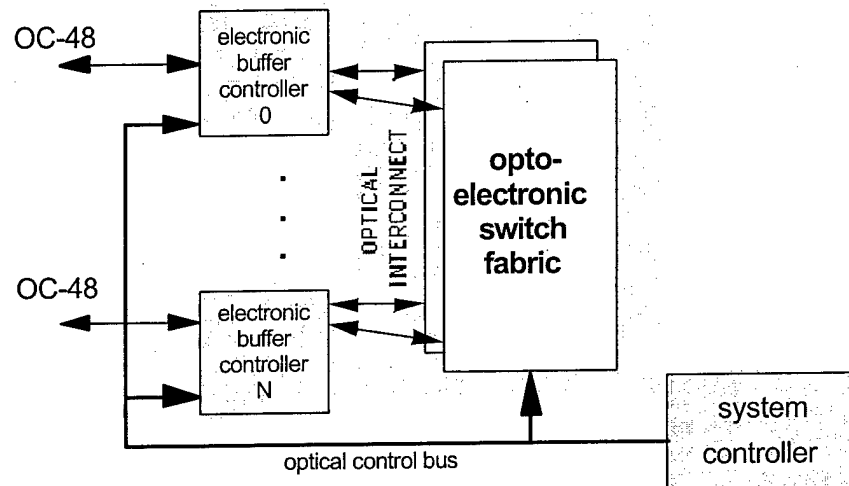 OC-48
electronic
buffer
controller
0
OPTICAL
INTERCONNECT
opto-
electronic
switch
fabric
OC-48
electronic
buffer
controller
N
optical control bus
system
controller